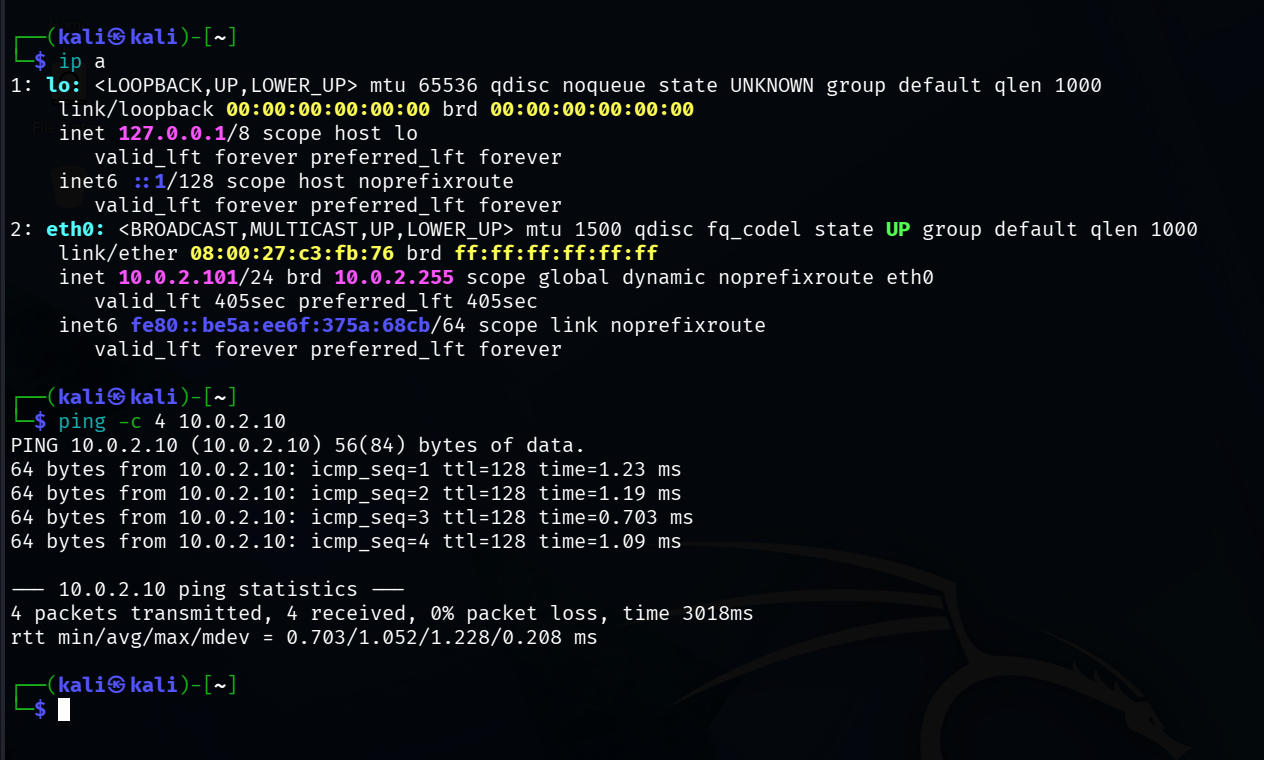 ┌──(kali㉿kali)-[~]
└─$ ip a
1: lo: <LOOPBACK,UP,LOWER_UP> mtu 65536 qdisc noqueue state UNKNOWN group default qlen 1000
    link/loopback 00:00:00:00:00:00 brd 00:00:00:00:00:00
    inet 127.0.0.1/8 scope host lo
       valid_lft forever preferred_lft forever
    inet6 ::1/128 scope host noprefixroute
       valid_lft forever preferred_lft forever
2: eth0: <BROADCAST,MULTICAST,UP,LOWER_UP> mtu 1500 qdisc fq_codel state UP group default qlen 1000
    link/ether 08:00:27:c3:fb:76 brd ff:ff:ff:ff:ff:ff
    inet 10.0.2.101/24 brd 10.0.2.255 scope global dynamic noprefixroute eth0
       valid_lft 405sec preferred_lft 405sec
    inet6 fe80::be5a:ee6f:375a:68cb/64 scope link noprefixroute
       valid_lft forever preferred_lft forever

┌──(kali㉿kali)-[~]
└─$ ping -c 4 10.0.2.10
PING 10.0.2.10 (10.0.2.10) 56(84) bytes of data.
64 bytes from 10.0.2.10: icmp_seq=1 ttl=128 time=1.23 ms
64 bytes from 10.0.2.10: icmp_seq=2 ttl=128 time=1.19 ms
64 bytes from 10.0.2.10: icmp_seq=3 ttl=128 time=0.703 ms
64 bytes from 10.0.2.10: icmp_seq=4 ttl=128 time=1.09 ms

--- 10.0.2.10 ping statistics ---
4 packets transmitted, 4 received, 0% packet loss, time 3018ms
rtt min/avg/max/mdev = 0.703/1.052/1.228/0.208 ms

┌──(kali㉿kali)-[~]
└─$